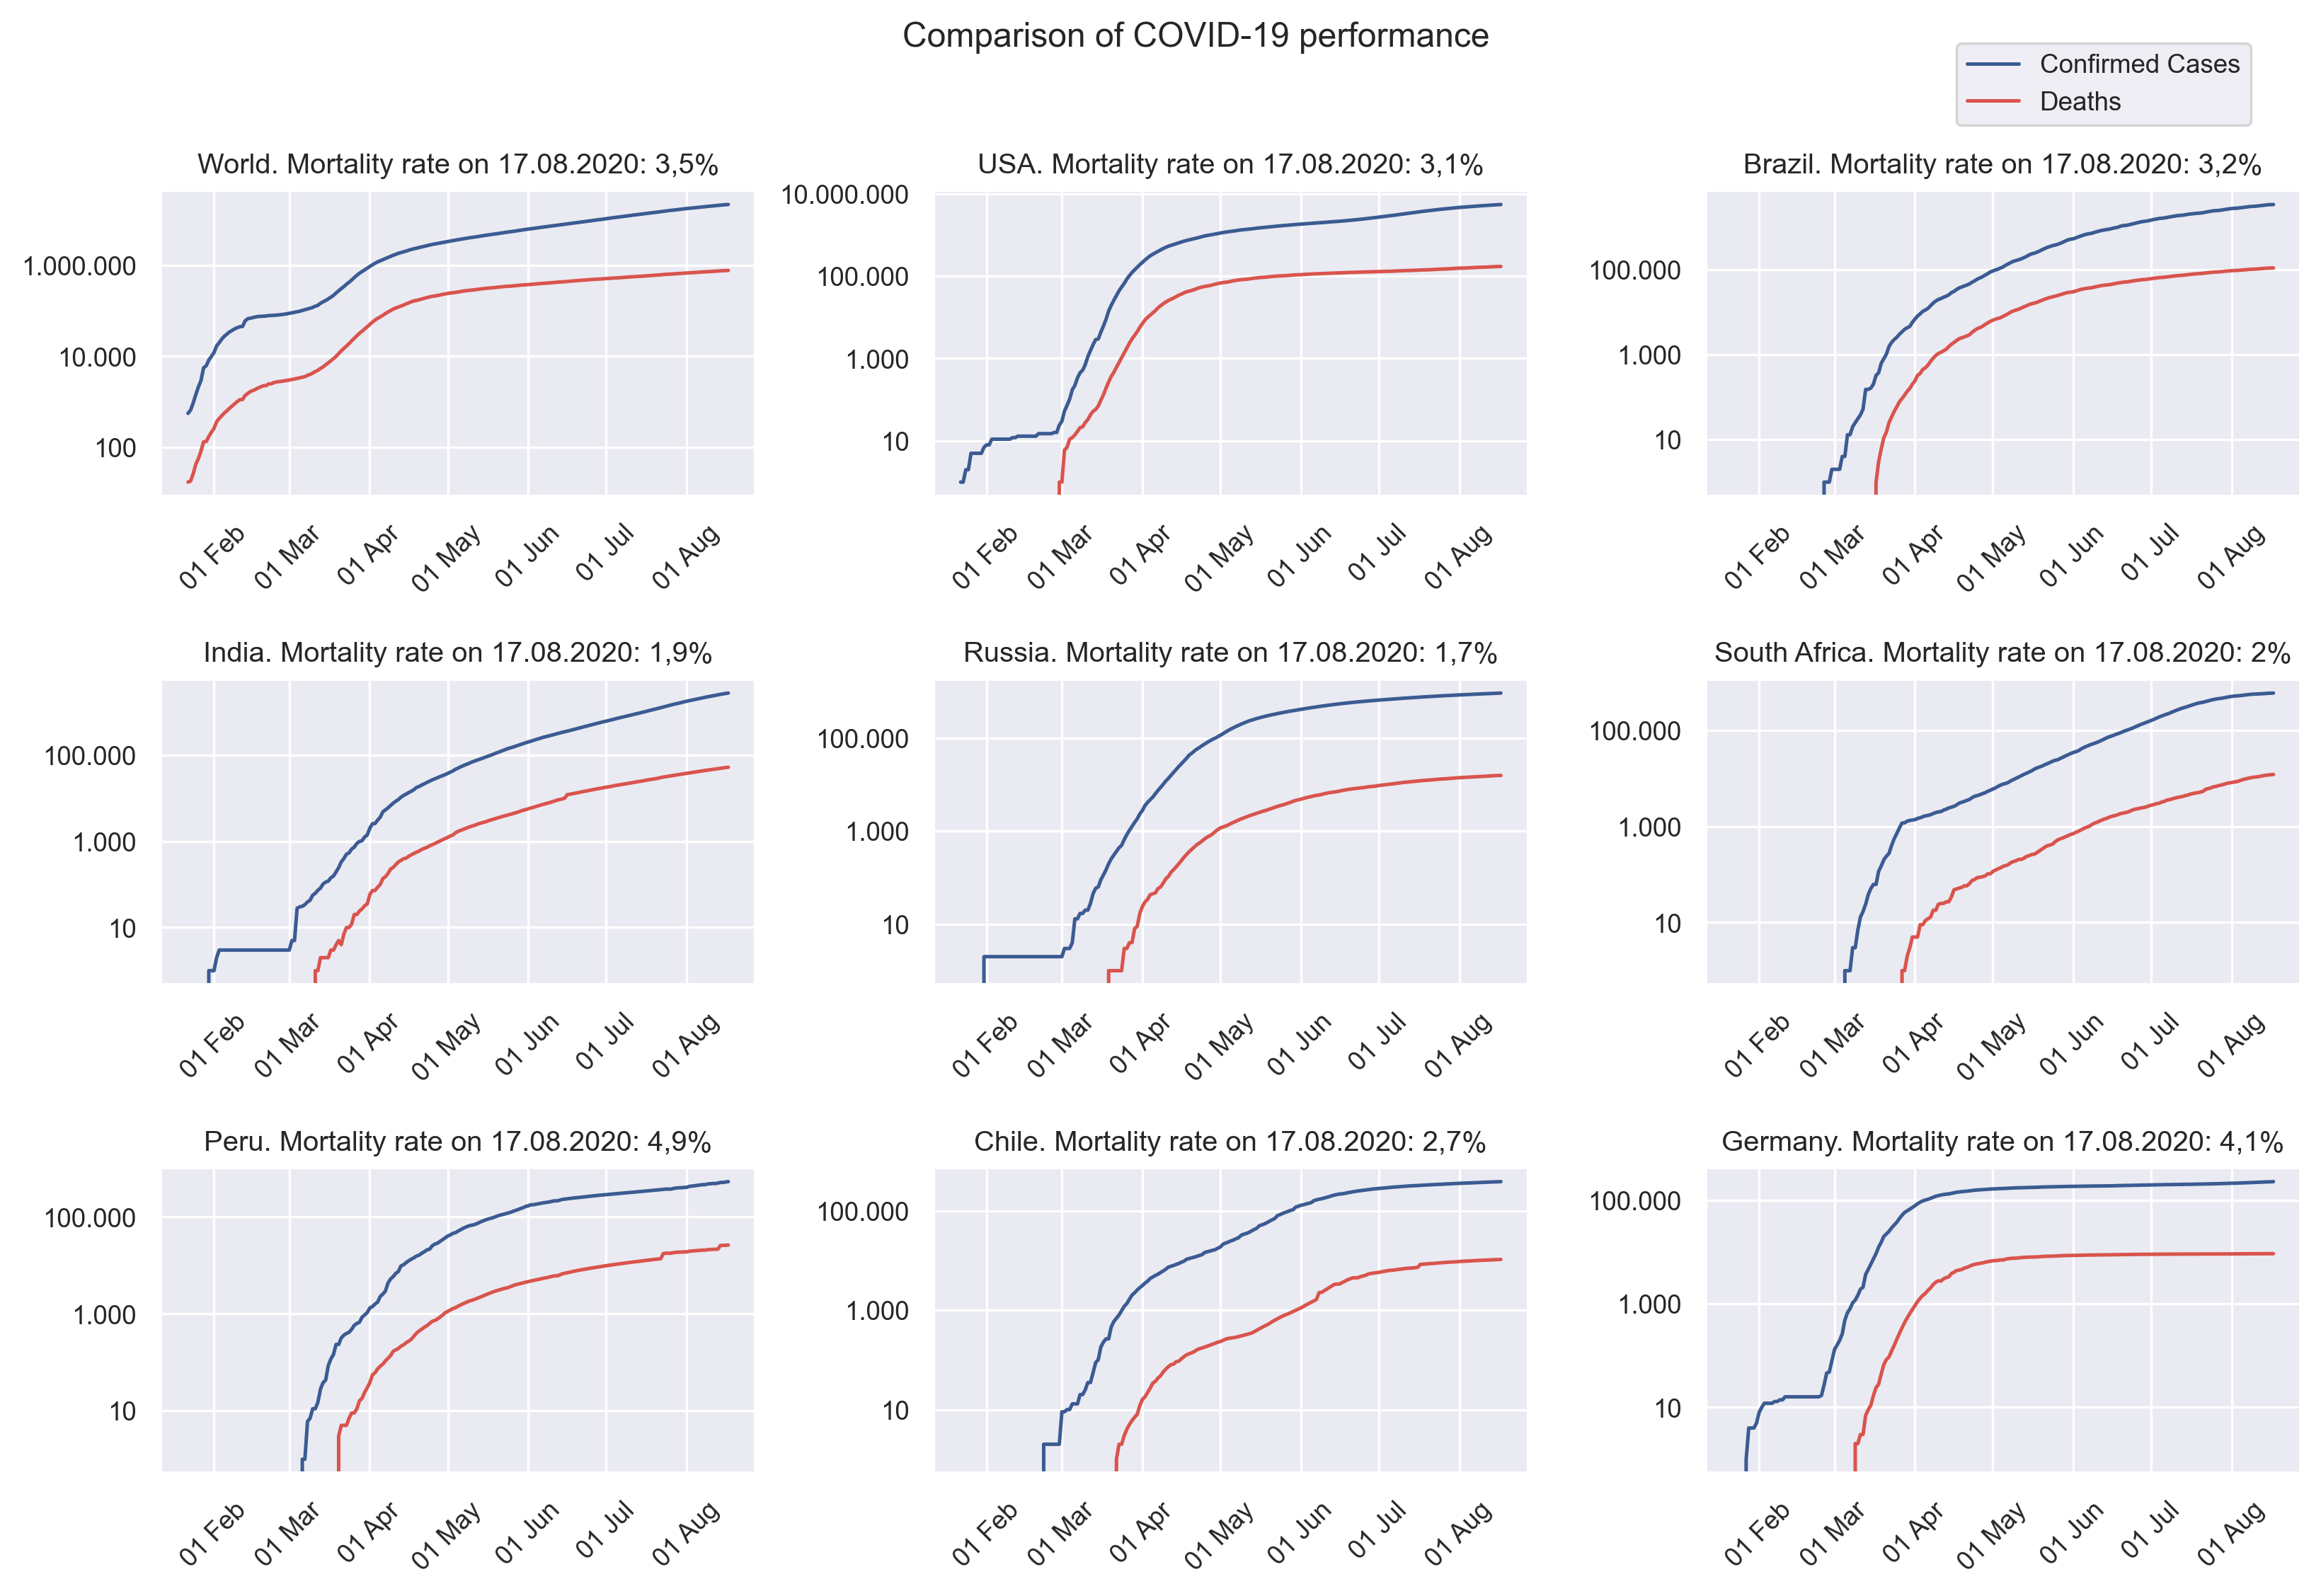 Comparison of COVID-19 performance
Confirmed Cases
Deaths
World. Mortality rate on 17.08.2020: 3,5%
1.000.000
10.000
100
01 Feb
01 Mar
01 Apr
01 May
01 Jun
01 Jul
01 Aug
USA. Mortality rate on 17.08.2020: 3,1%
10.000.000
100.000
1.000
10
01 Feb
01 Mar
01 Apr
01 May
01 Jun
01 Jul
01 Aug
Brazil. Mortality rate on 17.08.2020: 3,2%
100.000
1.000
10
01 Feb
01 Mar
01 Apr
01 May
01 Jun
01 Jul
01 Aug
India. Mortality rate on 17.08.2020: 1,9%
100.000
1.000
10
01 Feb
01 Mar
01 Apr
01 May
01 Jun
01 Jul
01 Aug
Russia. Mortality rate on 17.08.2020: 1,7%
100.000
1.000
10
01 Feb
01 Mar
01 Apr
01 May
01 Jun
01 Jul
01 Aug
South Africa. Mortality rate on 17.08.2020: 2%
100.000
1.000
10
01 Feb
01 Mar
01 Apr
01 May
01 Jun
01 Jul
01 Aug
Peru. Mortality rate on 17.08.2020: 4,9%
100.000
1.000
10
01 Feb
01 Mar
01 Apr
01 May
01 Jun
01 Jul
01 Aug
Chile. Mortality rate on 17.08.2020: 2,7%
100.000
1.000
10
01 Feb
01 Mar
01 Apr
01 May
01 Jun
01 Jul
01 Aug
Germany. Mortality rate on 17.08.2020: 4,1%
100.000
1.000
10
01 Feb
01 Mar
01 Apr
01 May
01 Jun
01 Jul
01 Aug